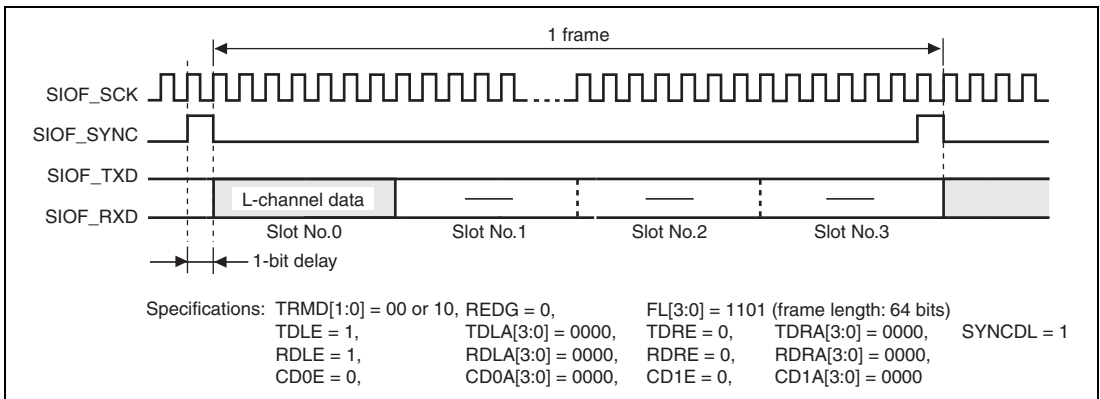 1 frame
SIOF_SCK
SIOF_SYNC
SIOF_TXD
SIOF_RXD
L-channel data
Slot No.0 Slot No.1 Slot No.2 Slot No.3
1-bit delay
Specifications: TRMD[1:0] = 00 or 10, REDG = 0, FL[3:0] = 1101 (frame length: 64 bits)
TDLE = 1, TDLA[3:0] = 0000, TDRE = 0, TDRA[3:0] = 0000, SYNCDL = 1
RDLE = 1, RDLA[3:0] = 0000, RDRE = 0, RDRA[3:0] = 0000,
CD0E = 0, CD0A[3:0] = 0000, CD1E = 0, CD1A[3:0] = 0000